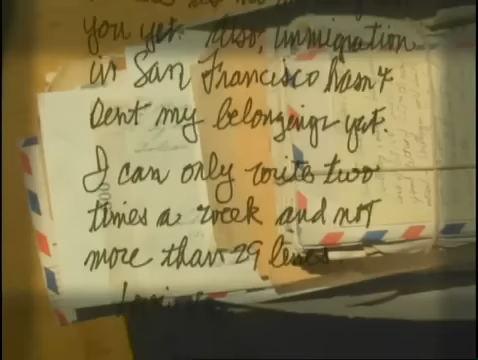 you yet. Also, immigration
in San Francisco hasn't
sent my belongings yet.
I can only write two
times a week and not
more than 29 lines